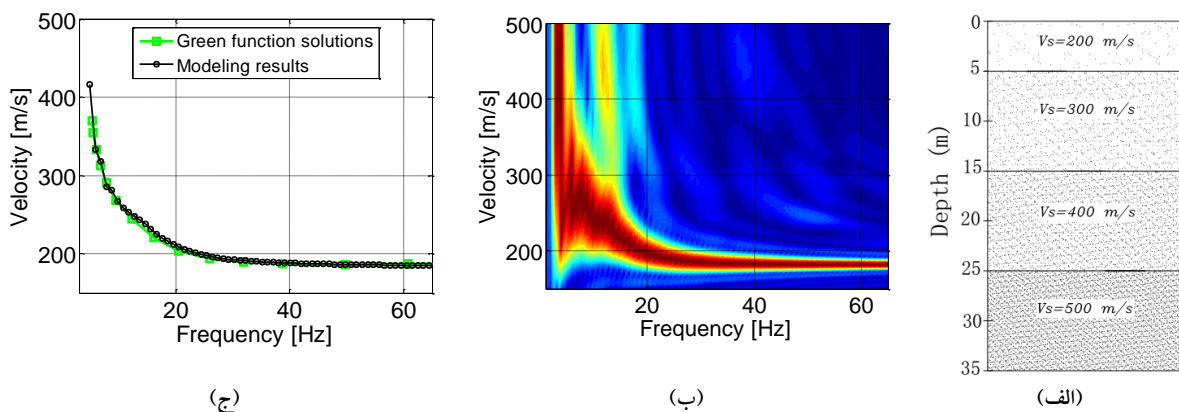 500
400
300
200
Velocity [m/s]
20
40
60
Frequency [Hz]
Green function solutions
Modeling results
(ج)
500
400
300
200
Velocity [m/s]
20
40
60
Frequency [Hz]
(ب)
0
5
10
15
20
25
30
35
Depth (m)
Vs=200 m/s
Vs=300 m/s
Vs=400 m/s
Vs=500 m/s
(الف)